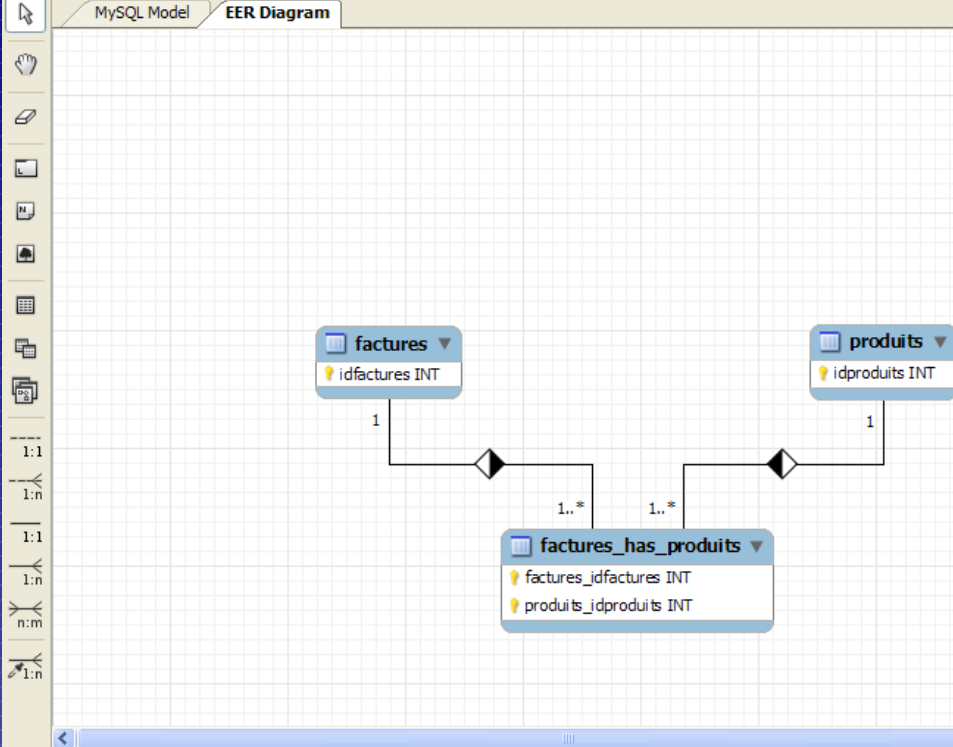 MySQL Model
EER Diagram
L
N
1:1
1:n
1:1
1:n
n:m
1:n
factures
idfactures INT
produits
idproduits INT
1
1
1..*
1..*
factures_has_produits
factures_idfactures INT
produits_idproduits INT